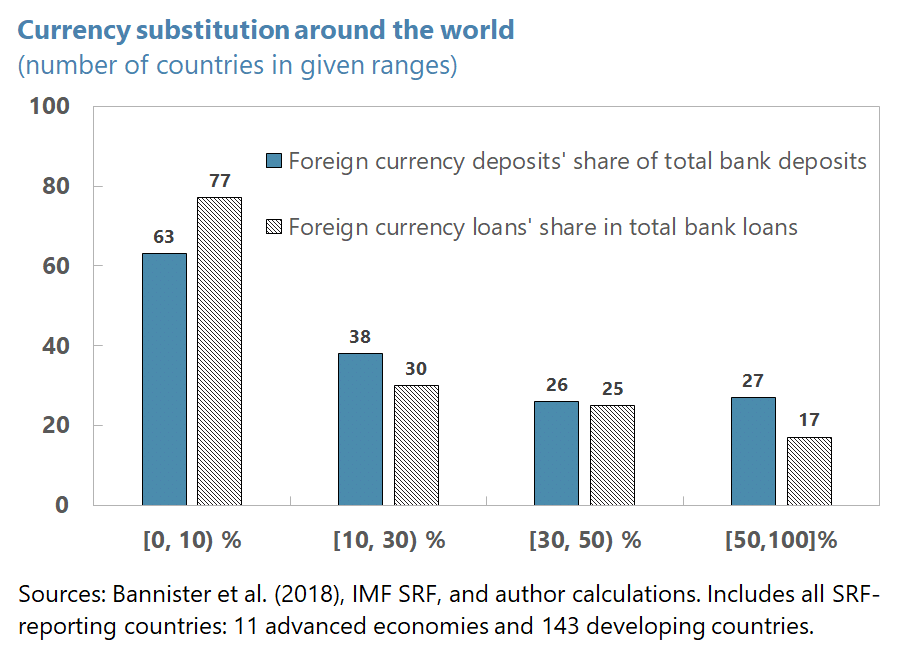 Currency substitution around the world
(number of countries in given ranges)
100
80
60
40
20
0
Foreign currency deposits' share of total bank deposits
Foreign currency loans' share in total bank loans
63
77
38
30
26
25
27
17
[0, 10) %
[10, 30) %
[30, 50) %
[50,100]%
Sources: Bannister et al. (2018), IMF SRF, and author calculations. Includes all SRF-
reporting countries: 11 advanced economies and 143 developing countries.